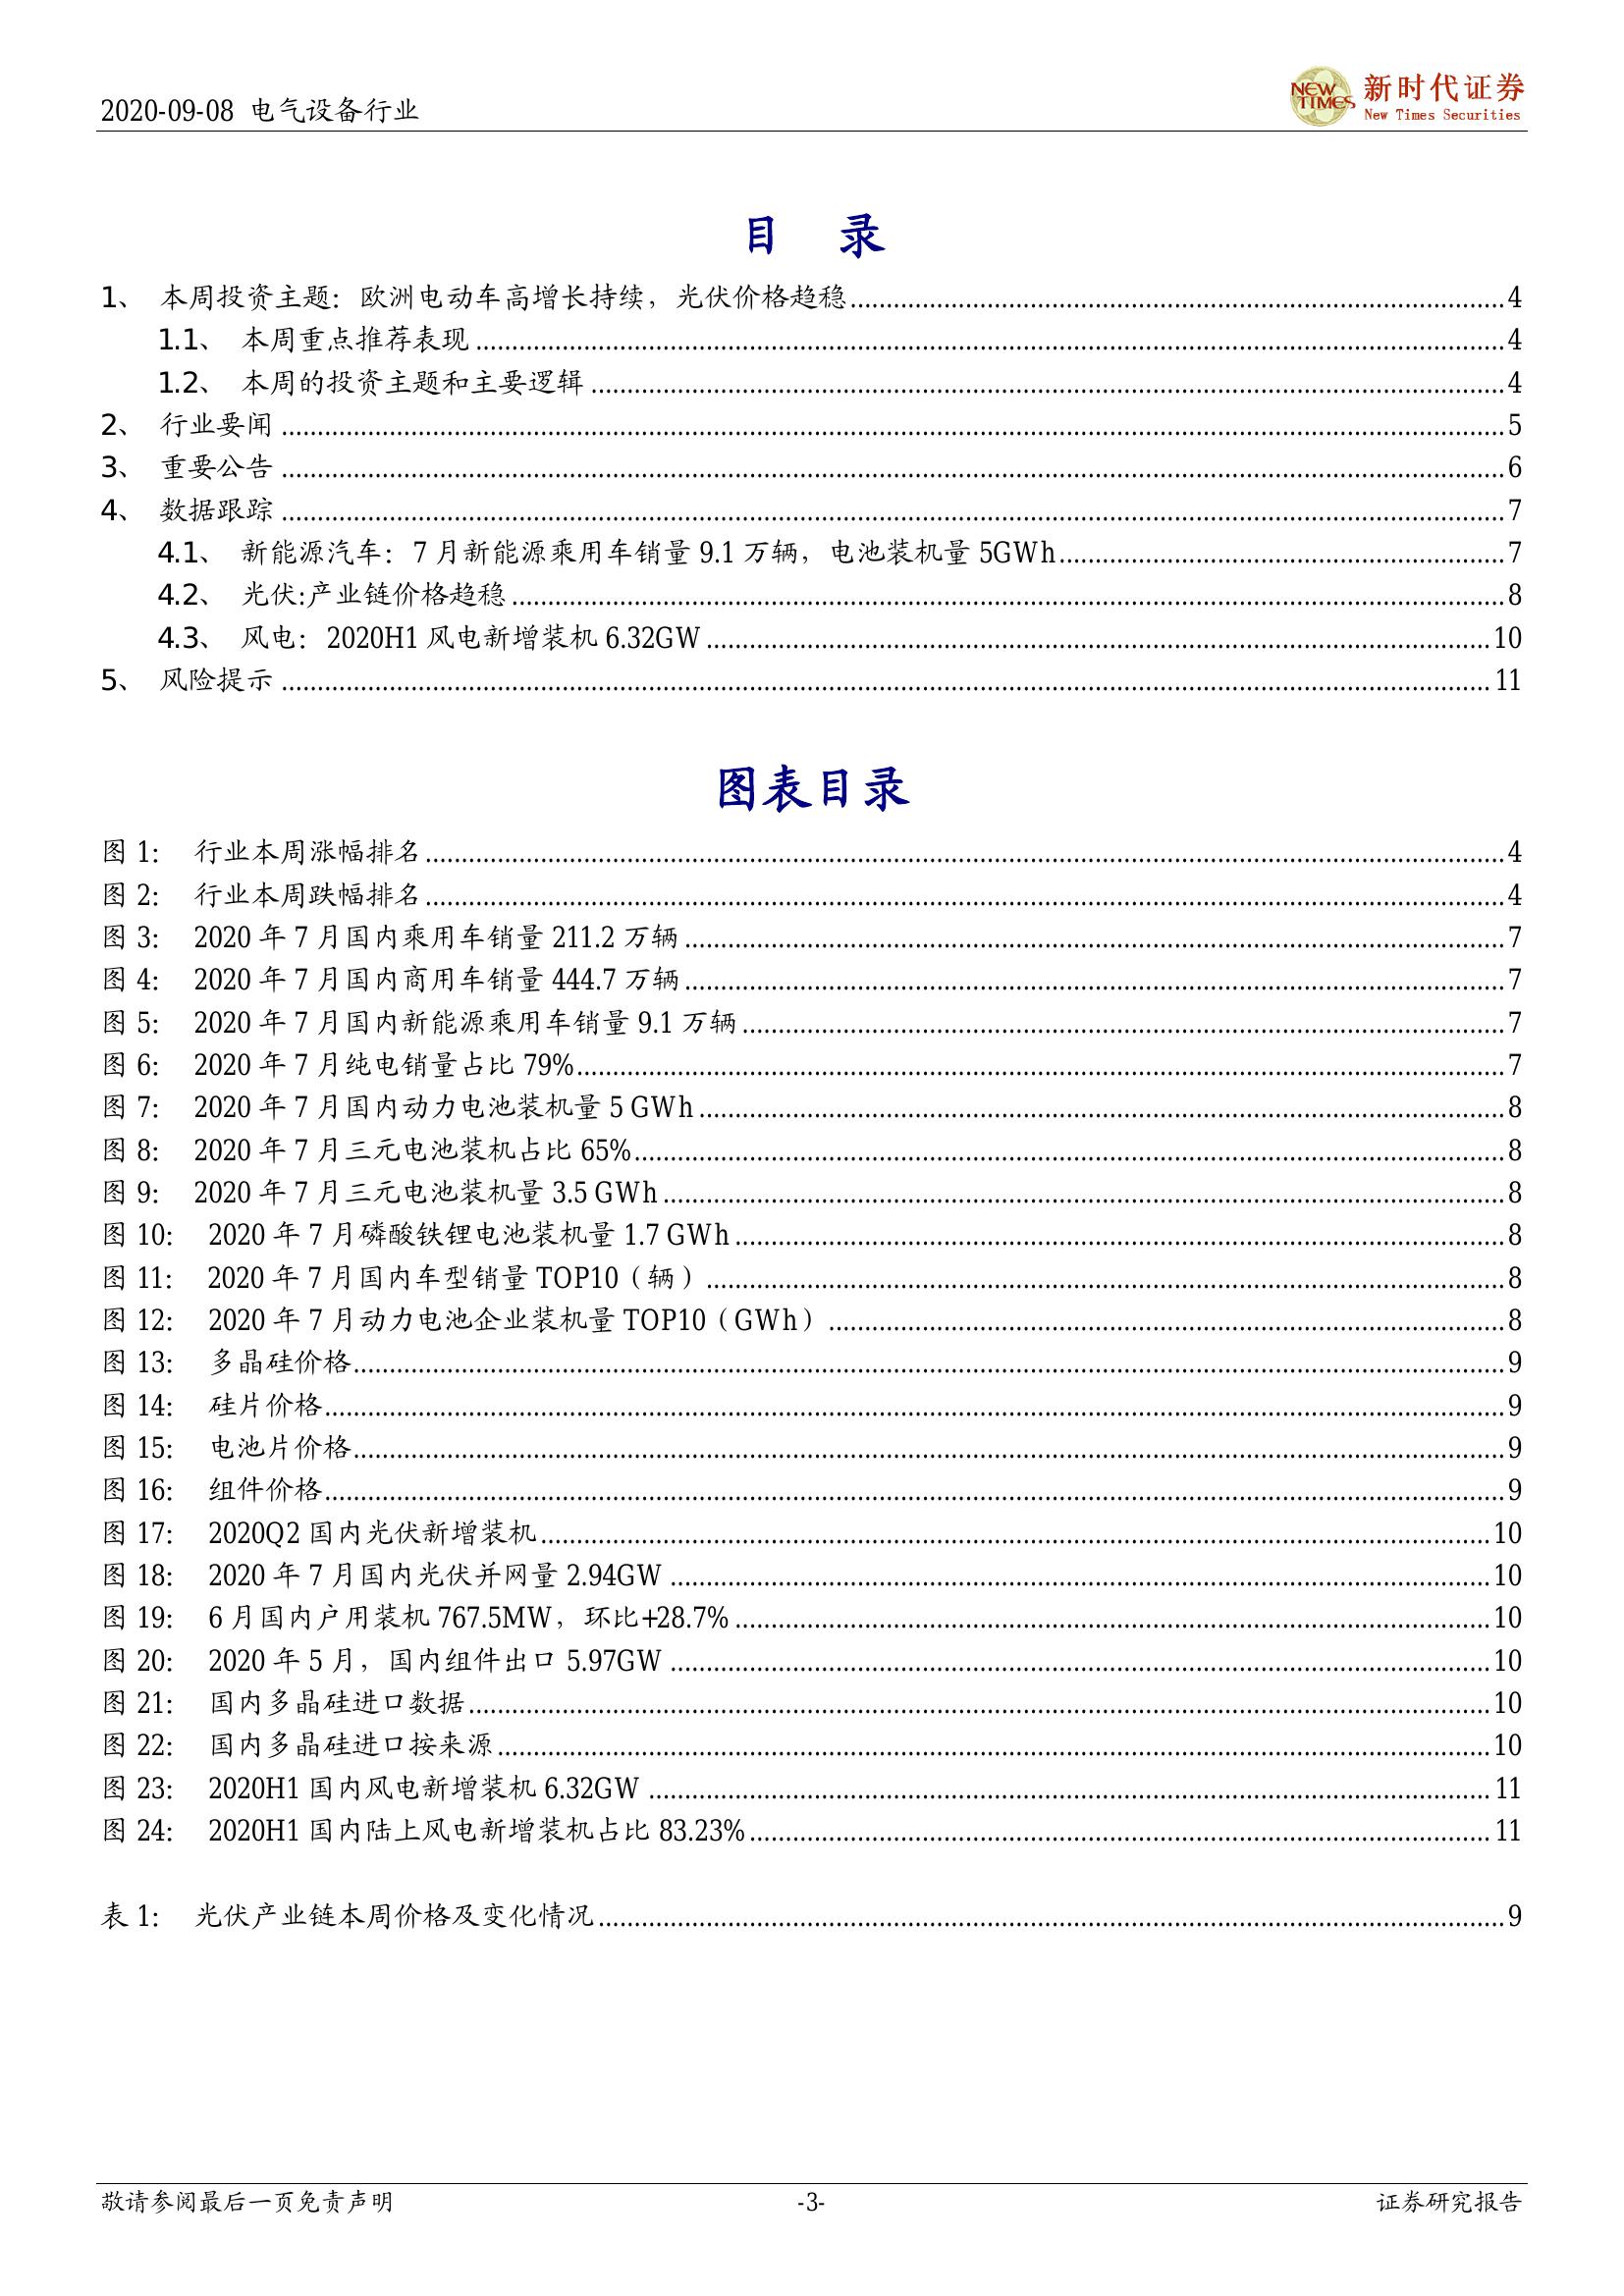 2020-09-08 电气设备行业
NEW TIMES 新时代证券
New Times Securities
目 录
1、 本周投资主题：欧洲电动车高增长持续，光伏价格趋稳 4
1.1、 本周重点推荐表现 4
1.2、 本周的投资主题和主要逻辑 4
2、 行业要闻 5
3、 重要公告 6
4、 数据跟踪 7
4.1、 新能源汽车：7 月新能源乘用车销量 9.1 万辆，电池装机量 5GWh 7
4.2、 光伏:产业链价格趋稳 8
4.3、 风电：2020H1 风电新增装机 6.32GW 10
5、 风险提示 11
图表目录
图 1： 行业本周涨幅排名 4
图 2： 行业本周跌幅排名 4
图 3： 2020 年 7 月国内乘用车销量 211.2 万辆 7
图 4： 2020 年 7 月国内商用车销量 444.7 万辆 7
图 5： 2020 年 7 月国内新能源乘用车销量 9.1 万辆 7
图 6： 2020 年 7 月纯电销量占比 79% 7
图 7： 2020 年 7 月国内动力电池装机量 5 GWh 8
图 8： 2020 年 7 月三元电池装机占比 65% 8
图 9： 2020 年 7 月三元电池装机量 3.5 GWh 8
图 10： 2020 年 7 月磷酸铁锂电池装机量 1.7 GWh 8
图 11： 2020 年 7 月国内车型销量 TOP10（辆） 8
图 12： 2020 年 7 月动力电池企业装机量 TOP10（GWh） 8
图 13： 多晶硅价格 9
图 14： 硅片价格 9
图 15： 电池片价格 9
图 16： 组件价格 9
图 17： 2020Q2 国内光伏新增装机 10
图 18： 2020 年 7 月国内光伏并网量 2.94GW 10
图 19： 6 月国内户用装机 767.5MW，环比+28.7% 10
图 20： 2020 年 5 月，国内组件出口 5.97GW 10
图 21： 国内多晶硅进口数据 10
图 22： 国内多晶硅进口按来源 10
图 23： 2020H1 国内风电新增装机 6.32GW 11
图 24： 2020H1 国内陆上风电新增装机占比 83.23% 11
表 1： 光伏产业链本周价格及变化情况 9
敬请参阅最后一页免责声明 -3- 证券研究报告